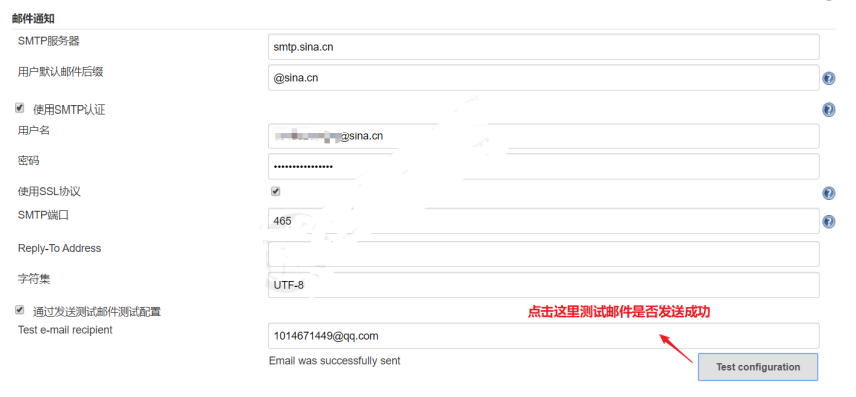 邮件通知
SMTP服务器
smtp.sina.cn
用户默认邮件后缀
@sina.cn
使用SMTP认证
用户名
@sina.cn
密码
使用SSL协议
SMTP端口
465
Reply-To Address
字符集
UTF-8
通过发送测试邮件测试配置
点击这里测试邮件是否发送成功
Test e-mail recipient
1014671449@qq.com
Email was successfully sent
Test configuration